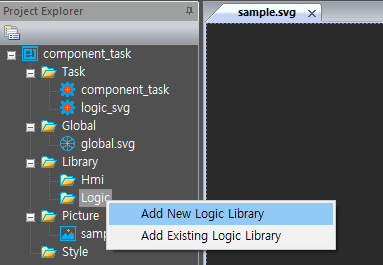 Project Explorer
sample.svg
component_task
Task
component_task
logic_svg
Global
global.svg
Library
Hmi
Logic
Add New Logic Library
Add Existing Logic Library
Picture
Style